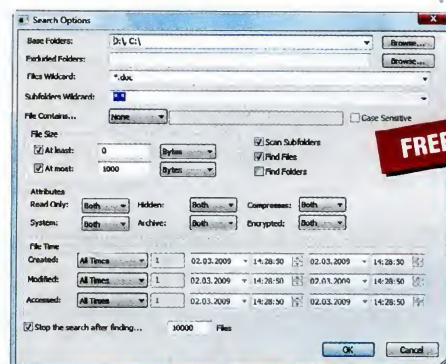 Search Options
Base Folders: D:\, C:\ Browse...
Excluded Folders: Browse...
Files Wildcard: *.doc
Subfolders Wildcard: *.*
File Contains... None Case Sensitive
File Size
At least: 0 Bytes Scan Subfolders
Find Files
At most: 1000 Bytes Find Folders
FREE
Attributes
Read Only: Both Hidden: Both Compresses: Both
System: Both Archive: Both Encrypted: Both
File Time
Created: All Times 1 02.03.2009 14:28:50 02.03.2009 14:28:50
Modified: All Times 1 02.03.2009 14:28:50 02.03.2009 14:28:50
Accessed: All Times 1 02.03.2009 14:28:50 02.03.2009 14:28:50
Stop the search after finding... 10000 Files
OK Cancel